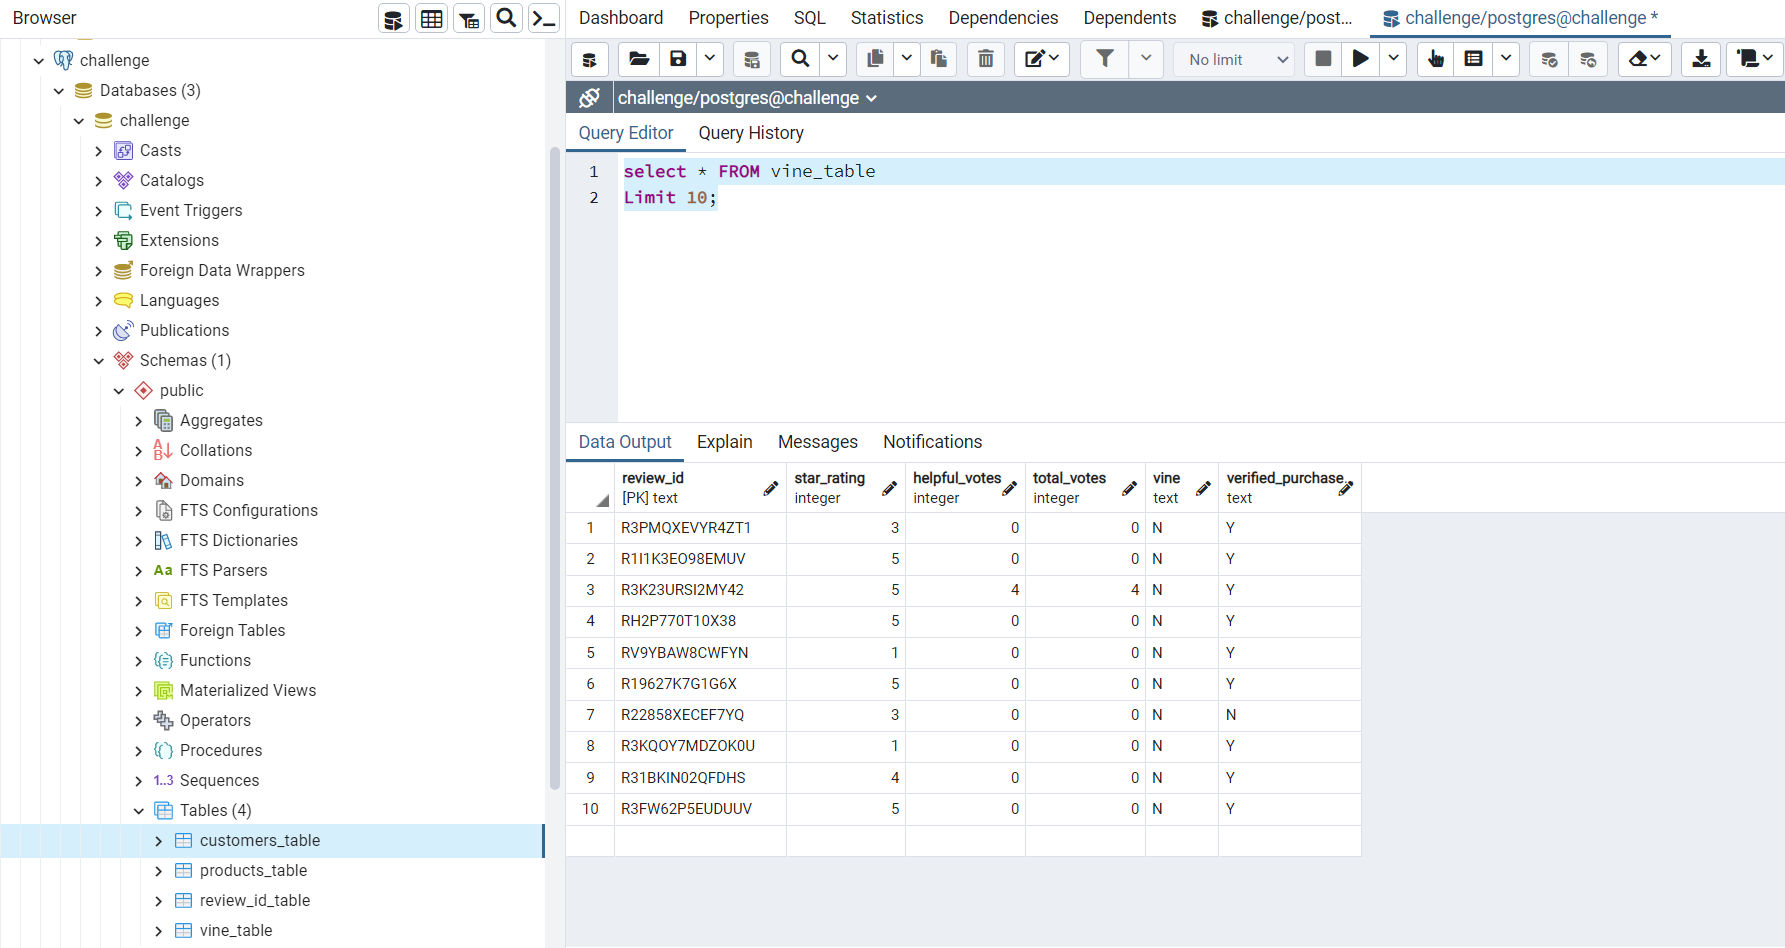 Browser
challenge
Databases (3)
challenge
Casts
Catalogs
Event Triggers
Extensions
Foreign Data Wrappers
Languages
Publications
Schemas (1)
public
Aggregates
Collations
Domains
FTS Configurations
FTS Dictionaries
Aa FTS Parsers
FTS Templates
Foreign Tables
Functions
Materialized Views
Operators
Procedures
1..3 Sequences
Tables (4)
customers_table
products_table
review_id_table
vine_table
Dashboard Properties SQL Statistics Dependencies Dependents challenge/post... challenge/postgres@challenge *
No limit
challenge/postgres@challenge
Query Editor Query History
1 select * FROM vine_table
2 Limit 10;
Data Output Explain Messages Notifications
review_id star_rating helpful_votes total_votes vine verified_purchase
[PK] text integer integer integer text text
1 R3PMQXEVYR4ZT1 3 0 0 N Y
2 R1I1K3EO98EMUV 5 0 0 N Y
3 R3K23URSI2MY42 5 4 4 N Y
4 RH2P770T10X38 5 0 0 N Y
5 RV9YBAW8CWFYN 1 0 0 N Y
6 R19627K7G1G6X 5 0 0 N Y
7 R22858XECEF7YQ 3 0 0 N N
8 R3KQOY7MDZOK0U 1 0 0 N Y
9 R31BKIN02QFDHS 4 0 0 N Y
10 R3FW62P5EUDUUV 5 0 0 N Y